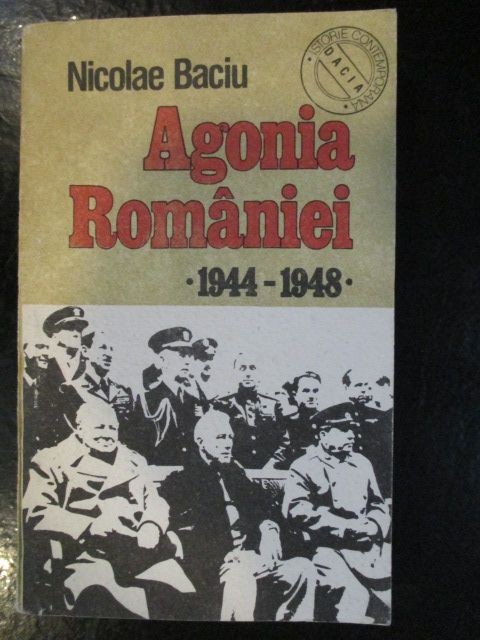 Nicolae Baciu
· ISTORIE CONTEMPORANĂ ·
DACIA
Agonia
României
· 1944 - 1948 ·